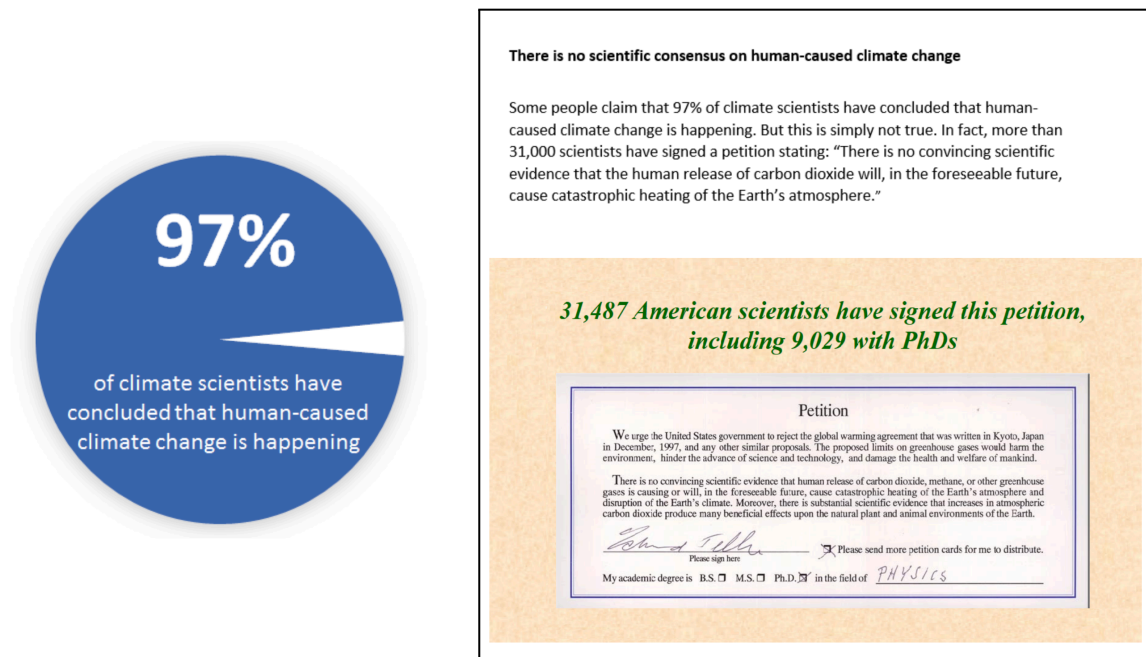 97%
of climate scientists have
concluded that human-caused
climate change is happening
There is no scientific consensus on human-caused climate change
Some people claim that 97% of climate scientists have concluded that human-
caused climate change is happening. But this is simply not true. In fact, more than
31,000 scientists have signed a petition stating: “There is no convincing scientific
evidence that the human release of carbon dioxide will, in the foreseeable future,
cause catastrophic heating of the Earth’s atmosphere.”
31,487 American scientists have signed this petition,
including 9,029 with PhDs
Petition
We urge the United States government to reject the global warming agreement that was written in Kyoto, Japan
in December, 1997, and any other similar proposals. The proposed limits on greenhouse gases would harm the
environment, hinder the advance of science and technology, and damage the health and welfare of mankind.
There is no convincing scientific evidence that human release of carbon dioxide, methane, or other greenhouse
gases is causing or will, in the foreseeable future, cause catastrophic heating of the Earth's atmosphere and
disruption of the Earth's climate. Moreover, there is substantial scientific evidence that increases in atmospheric
carbon dioxide produce many beneficial effects upon the natural plant and animal environments of the Earth.
Please send more petition cards for me to distribute.
Please sign here
My academic degree is B.S. M.S. Ph.D. in the field of PHYSICS